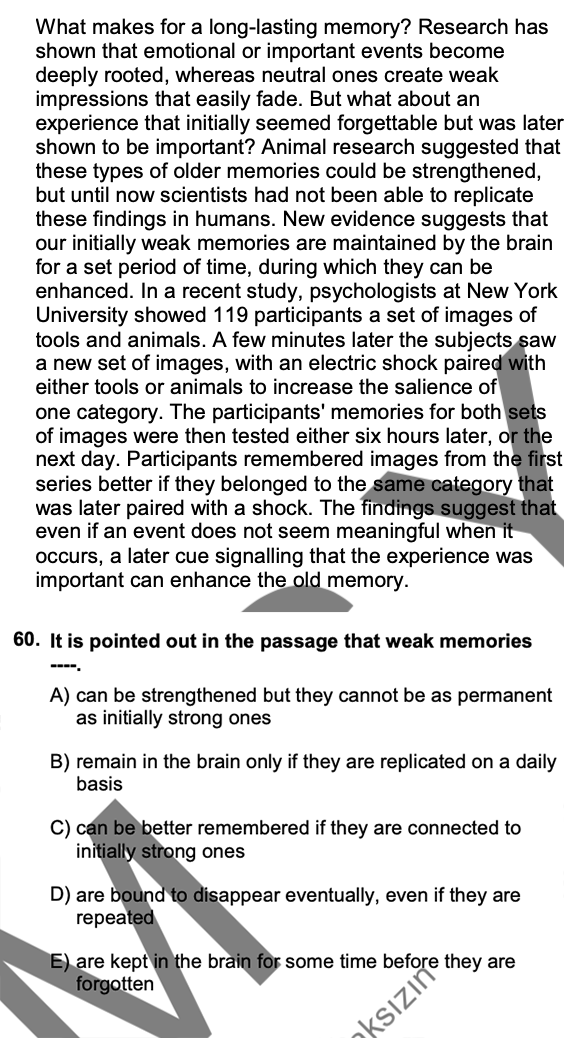 What makes for a long-lasting memory? Research has
shown that emotional or important events become
deeply rooted, whereas neutral ones create weak
impressions that easily fade. But what about an
experience that initially seemed forgettable but was later
shown to be important? Animal research suggested that
these types of older memories could be strengthened,
but until now scientists had not been able to replicate
these findings in humans. New evidence suggests that
our initially weak memories are maintained by the brain
for a set period of time, during which they can be
enhanced. In a recent study, psychologists at New York
University showed 119 participants a set of images of
tools and animals. A few minutes later the subjects saw
a new set of images, with an electric shock paired with
either tools or animals to increase the salience of
one category. The participants' memories for both sets
of images were then tested either six hours later, or the
next day. Participants remembered images from the first
series better if they belonged to the same category that
was later paired with a shock. The findings suggest that
even if an event does not seem meaningful when it
occurs, a later cue signalling that the experience was
important can enhance the old memory.
60. It is pointed out in the passage that weak memories
----.
A) can be strengthened but they cannot be as permanent
as initially strong ones
B) remain in the brain only if they are replicated on a daily
basis
C) can be better remembered if they are connected to
initially strong ones
D) are bound to disappear eventually, even if they are
repeated
E) are kept in the brain for some time before they are
forgotten